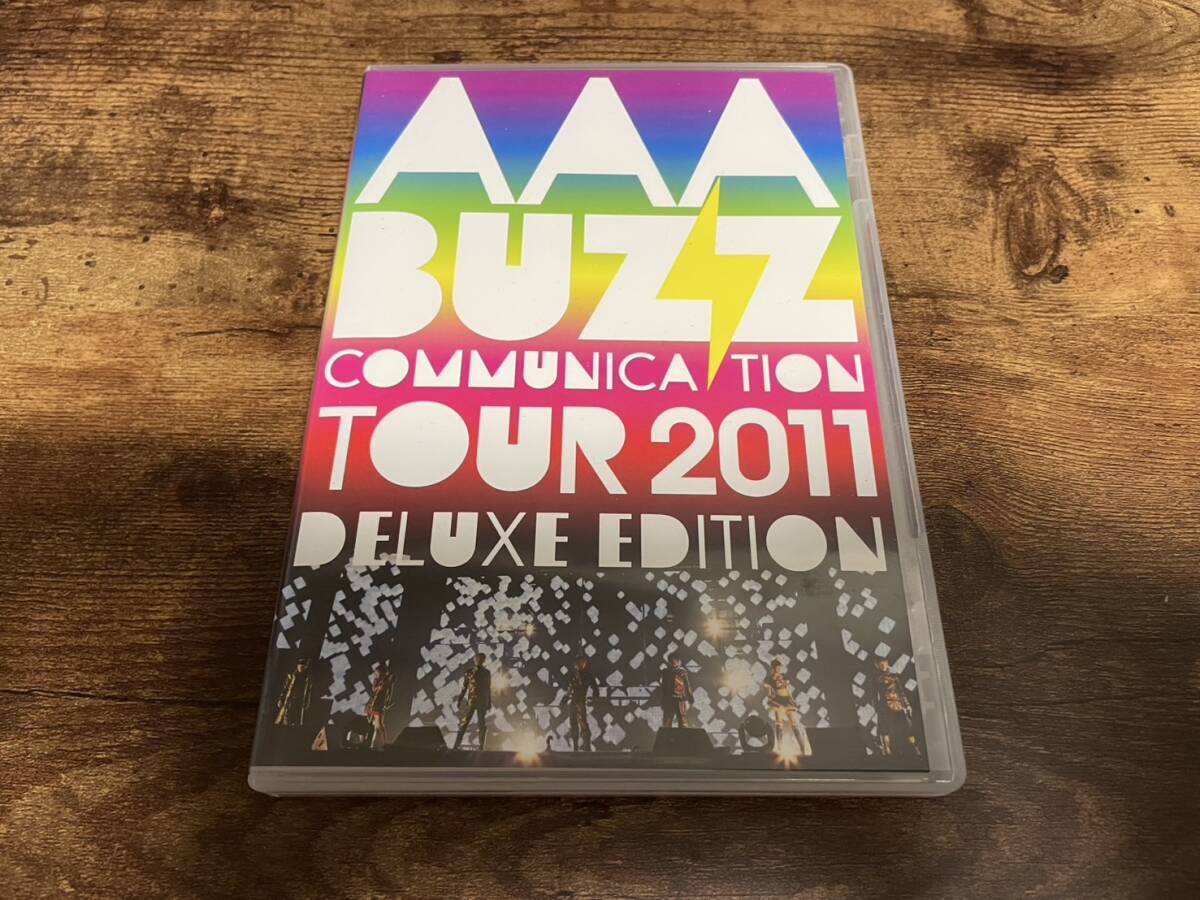 AAA
BUZZ
COMMUNICATION
TOUR 2011
DELUXE EDITION